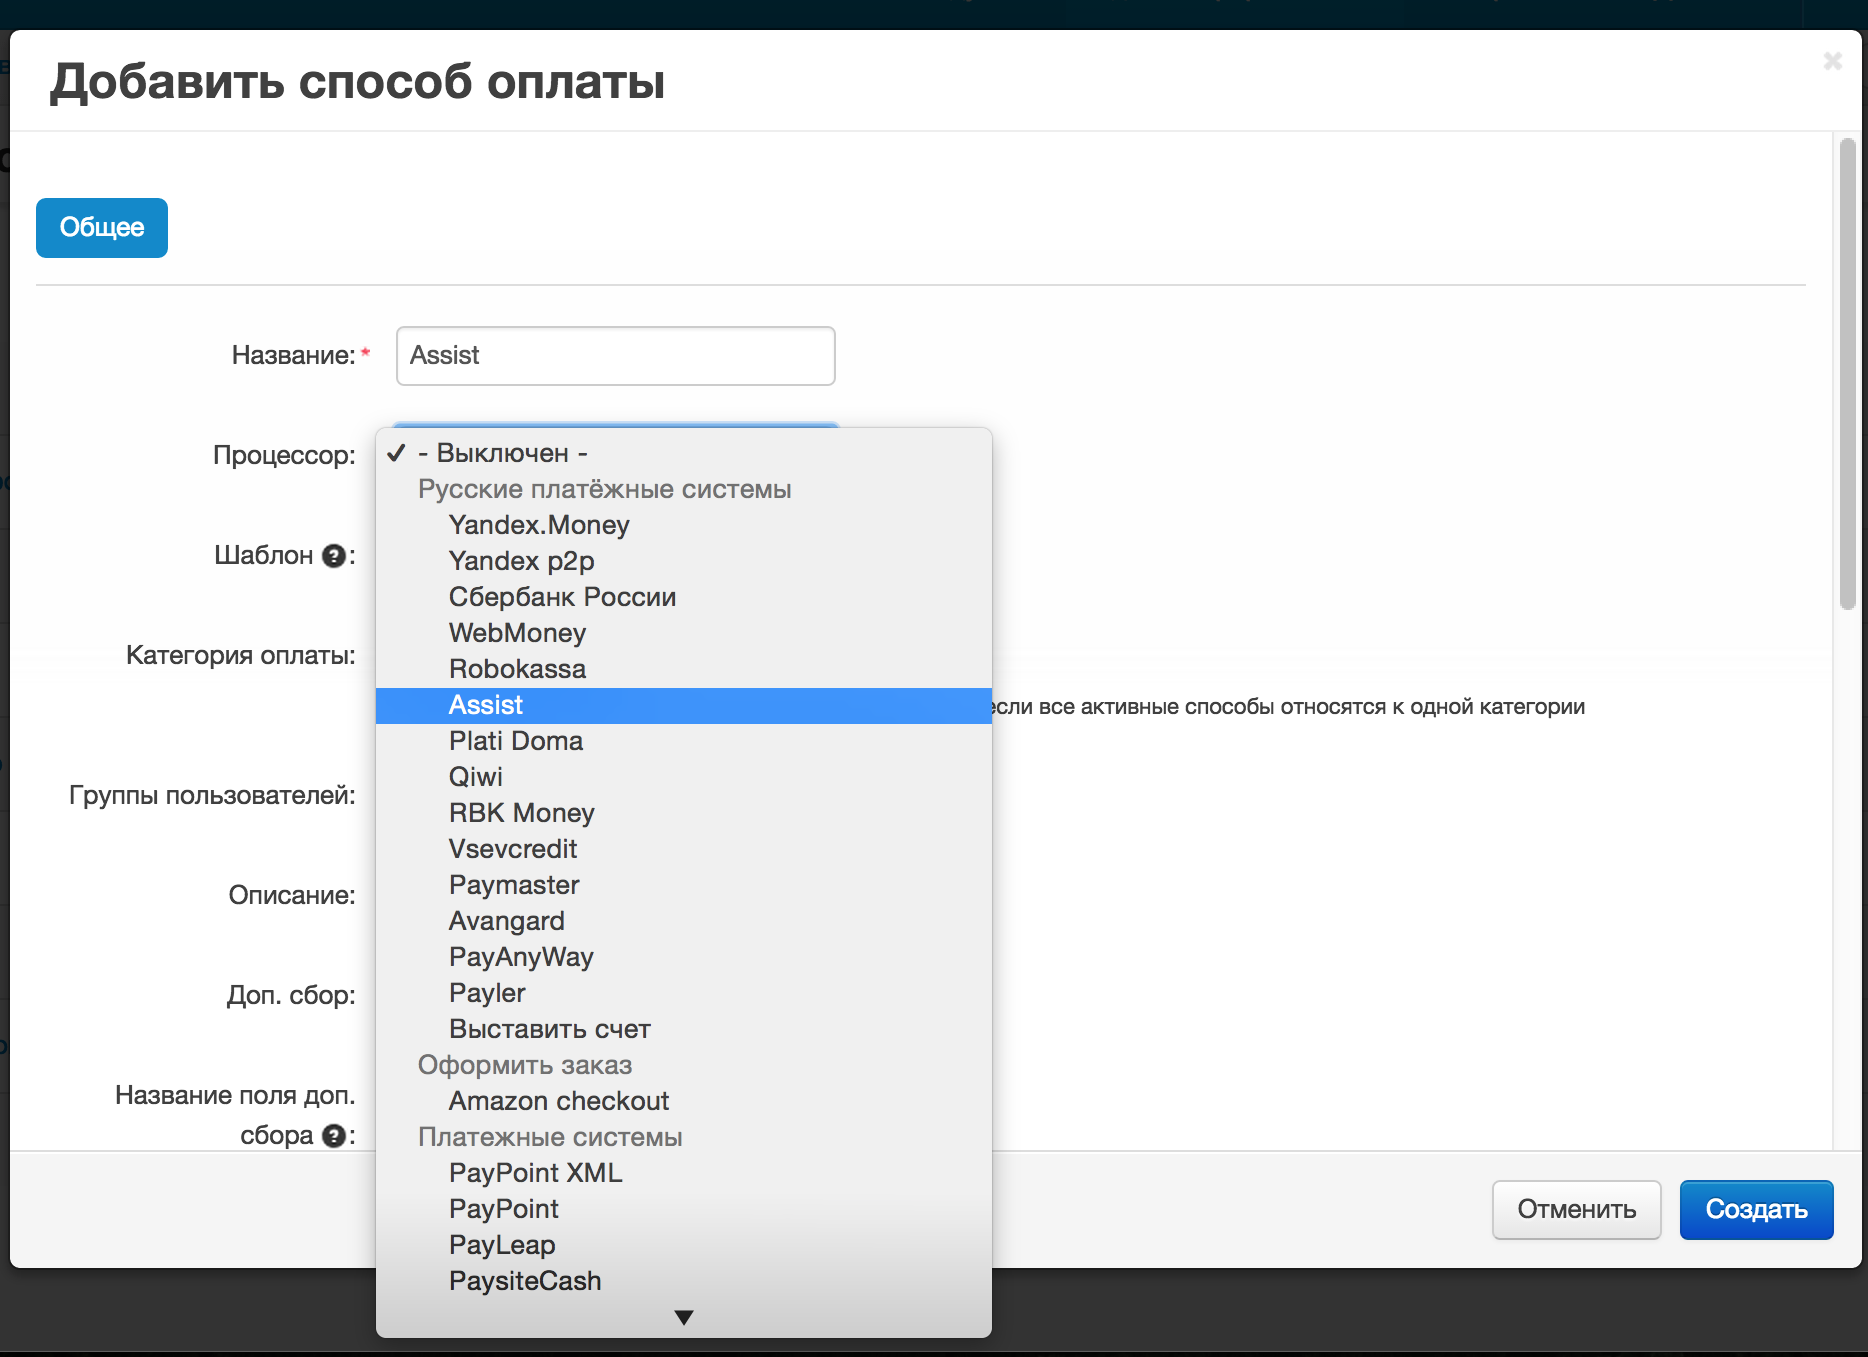 Добавить способ оплаты
Общее
Название:*
Assist
Процессор:
✓ - Выключен -
Русские платёжные системы
Yandex.Money
Yandex p2p
Сбербанк России
WebMoney
Robokassa
Assist
Plati Doma
Qiwi
RBK Money
Vsevcredit
Paymaster
Avangard
PayAnyWay
Payler
Выставить счет
Оформить заказ
Amazon checkout
Платежные системы
PayPoint XML
PayPoint
PayLeap
PaysiteCash
Шаблон ?:
Категория оплаты:
если все активные способы относятся к одной категории
Группы пользователей:
Описание:
Доп. сбор:
Название поля доп.
сбора ?:
Отменить
Создать